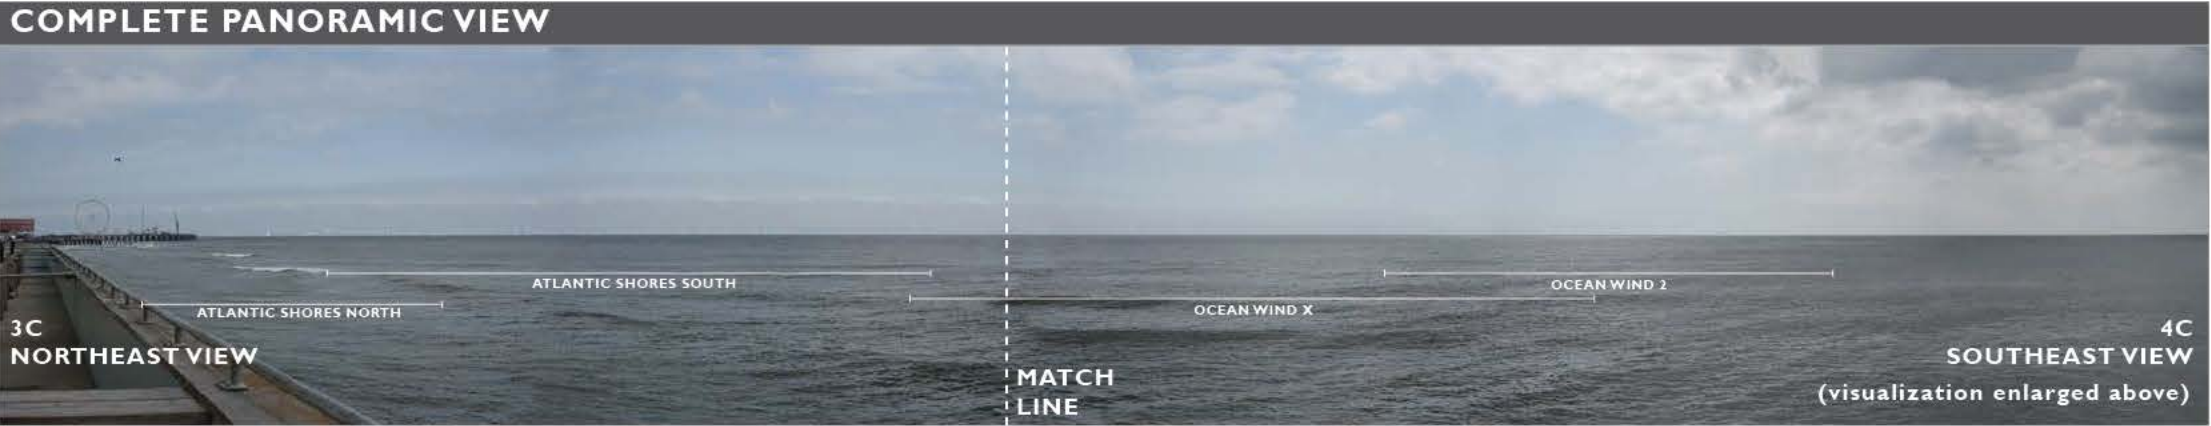 COMPLETE PANORAMIC VIEW
ATLANTIC SHORES SOUTH
OCEAN WIND 2
ATLANTIC SHORES NORTH
OCEAN WIND X
3C
NORTHEAST VIEW
MATCH
LINE
4C
SOUTHEAST VIEW
(visualization enlarged above)